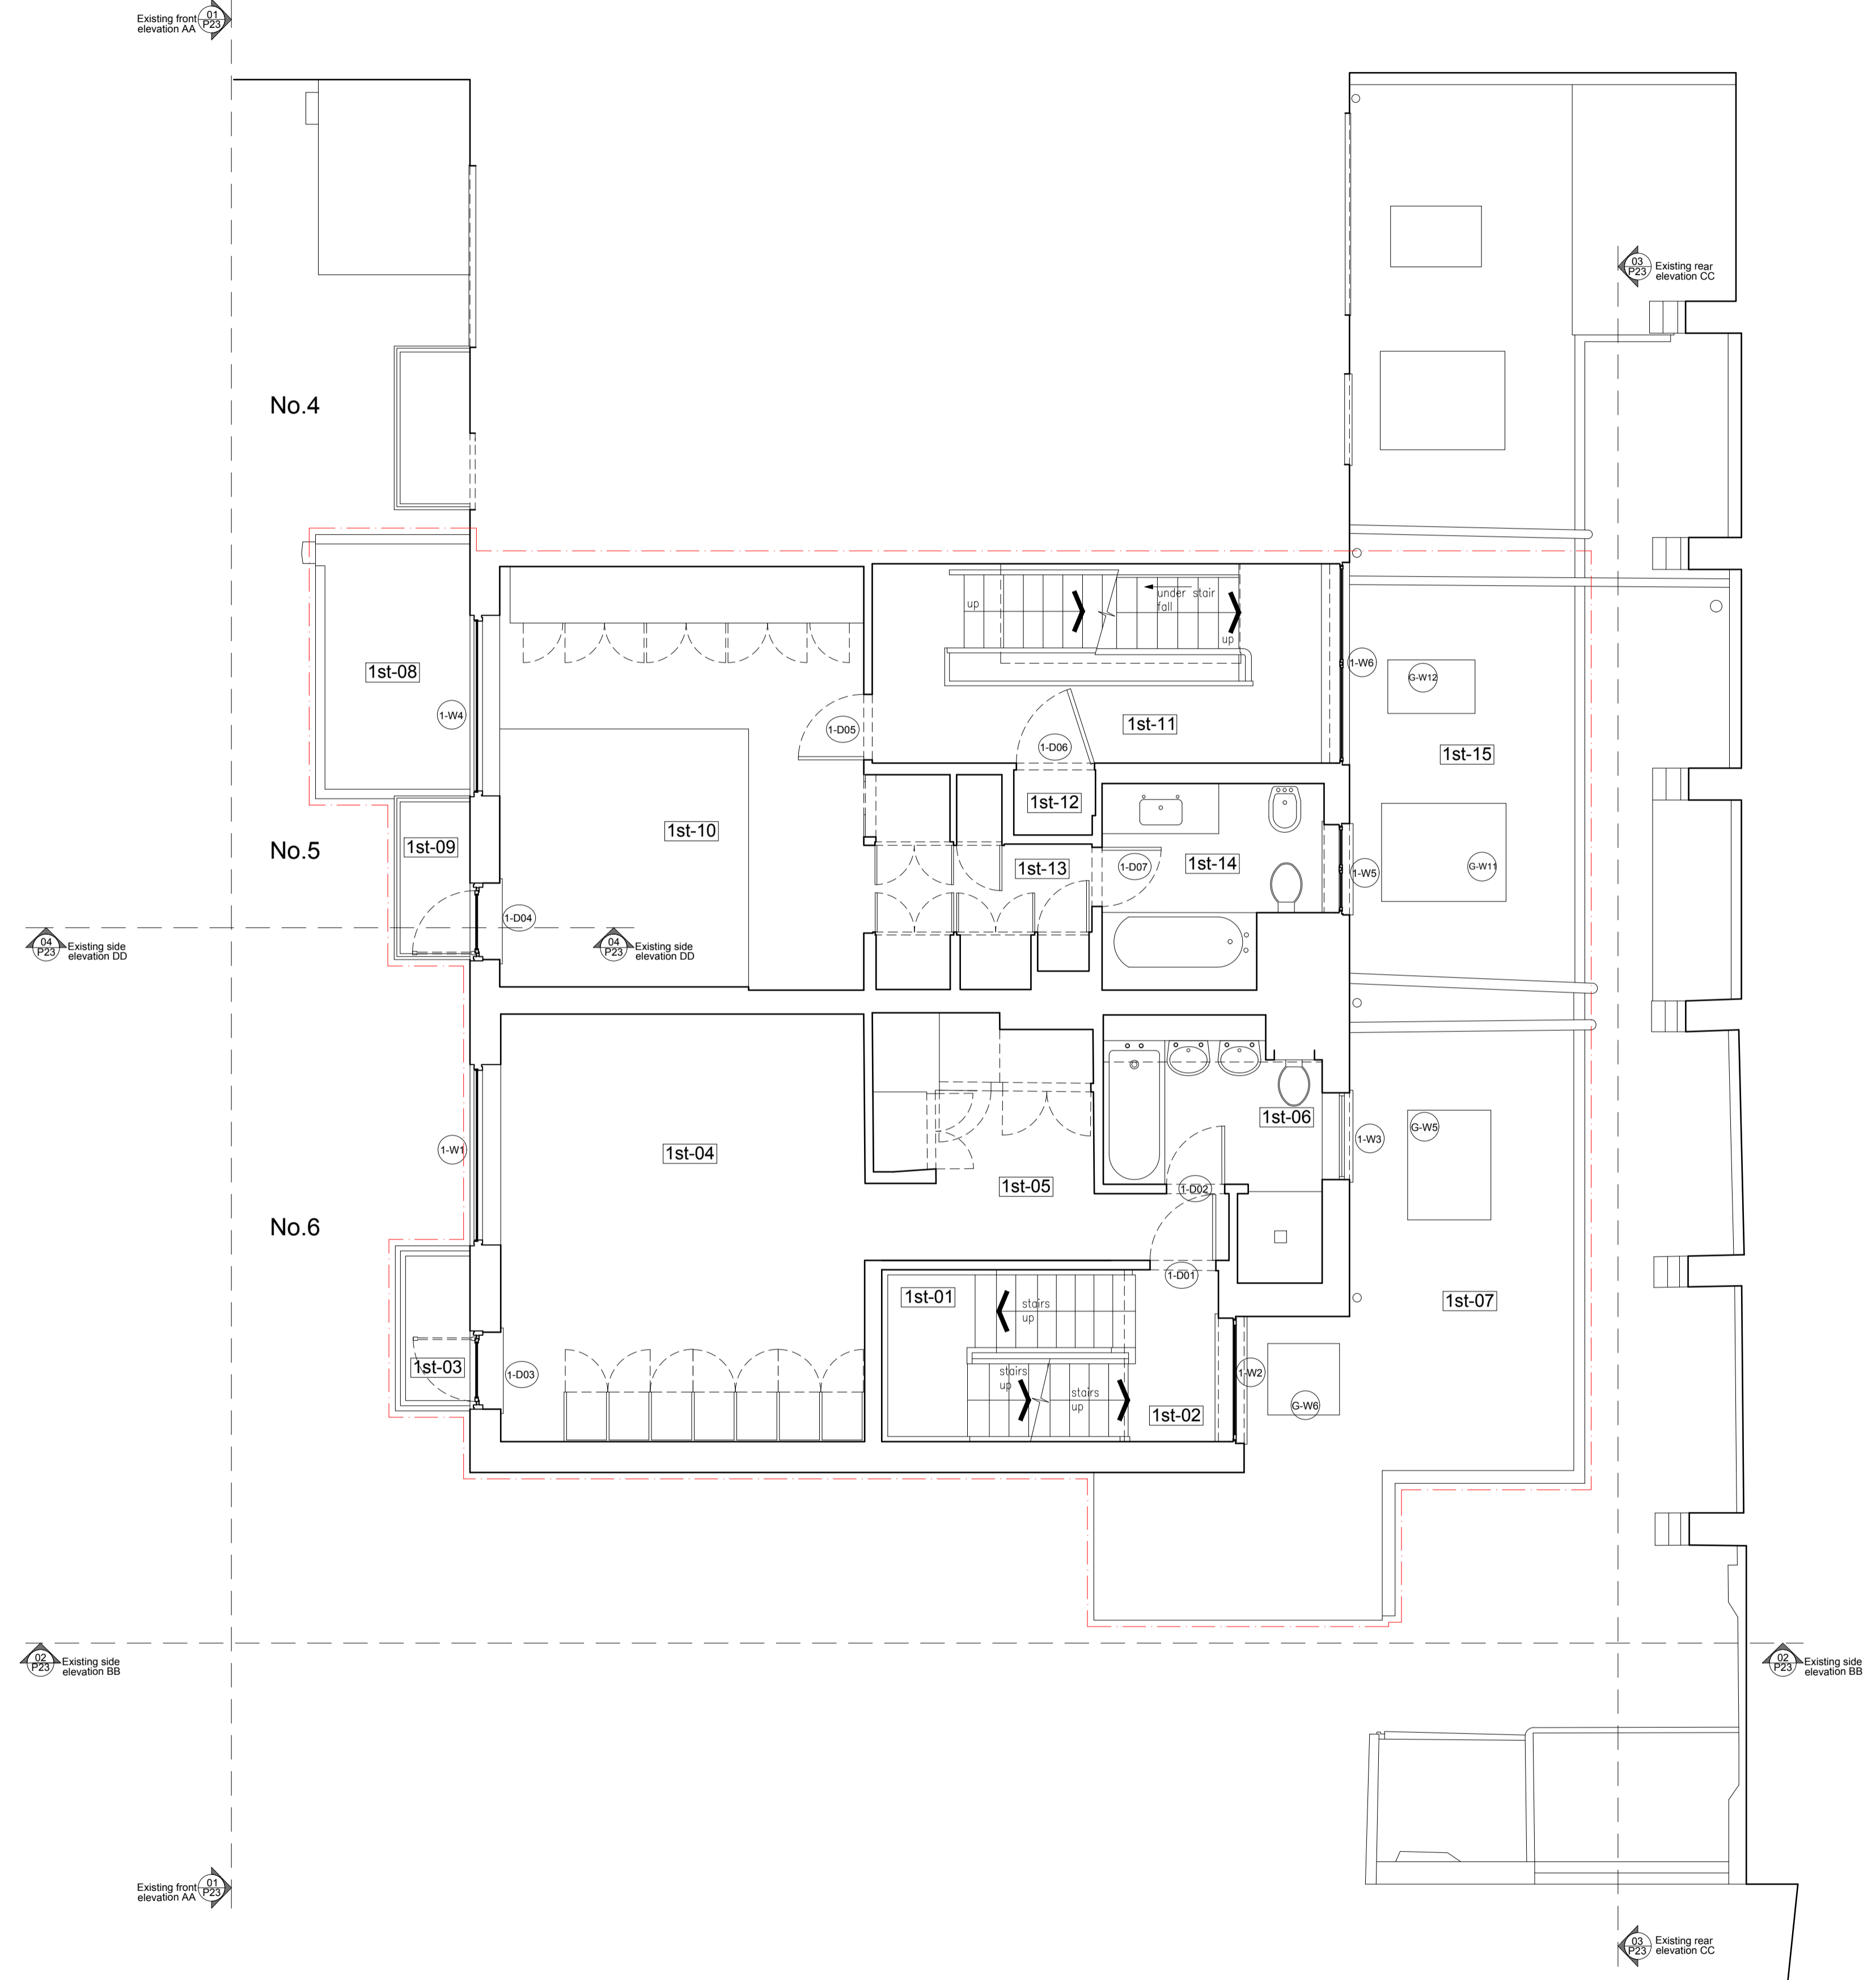 Existing front
elevation AA
01
P23
03
P23
Existing rear
elevation CC
No.4
up
under stair
fall
up
1st-08
1-W4
1-W6
G-W12
1-D05
1-D06
1st-11
1st-15
1st-12
1st-10
No.5
1st-09
1st-13
1-D07
1st-14
1-W5
G-W11
1-D04
04
P23
Existing side
elevation DD
04
P23
Existing side
elevation DD
1st-06
1-W3
G-W5
1-W1
1st-04
1st-05
1-D02
No.6
1-D01
1st-01
stairs
up
1st-07
1st-03
1-D03
stairs
up
stairs
up
1-W2
1st-02
G-W6
02
P23
Existing side
elevation BB
02
P23
Existing side
elevation BB
Existing front
elevation AA
01
P23
03
P23
Existing rear
elevation CC